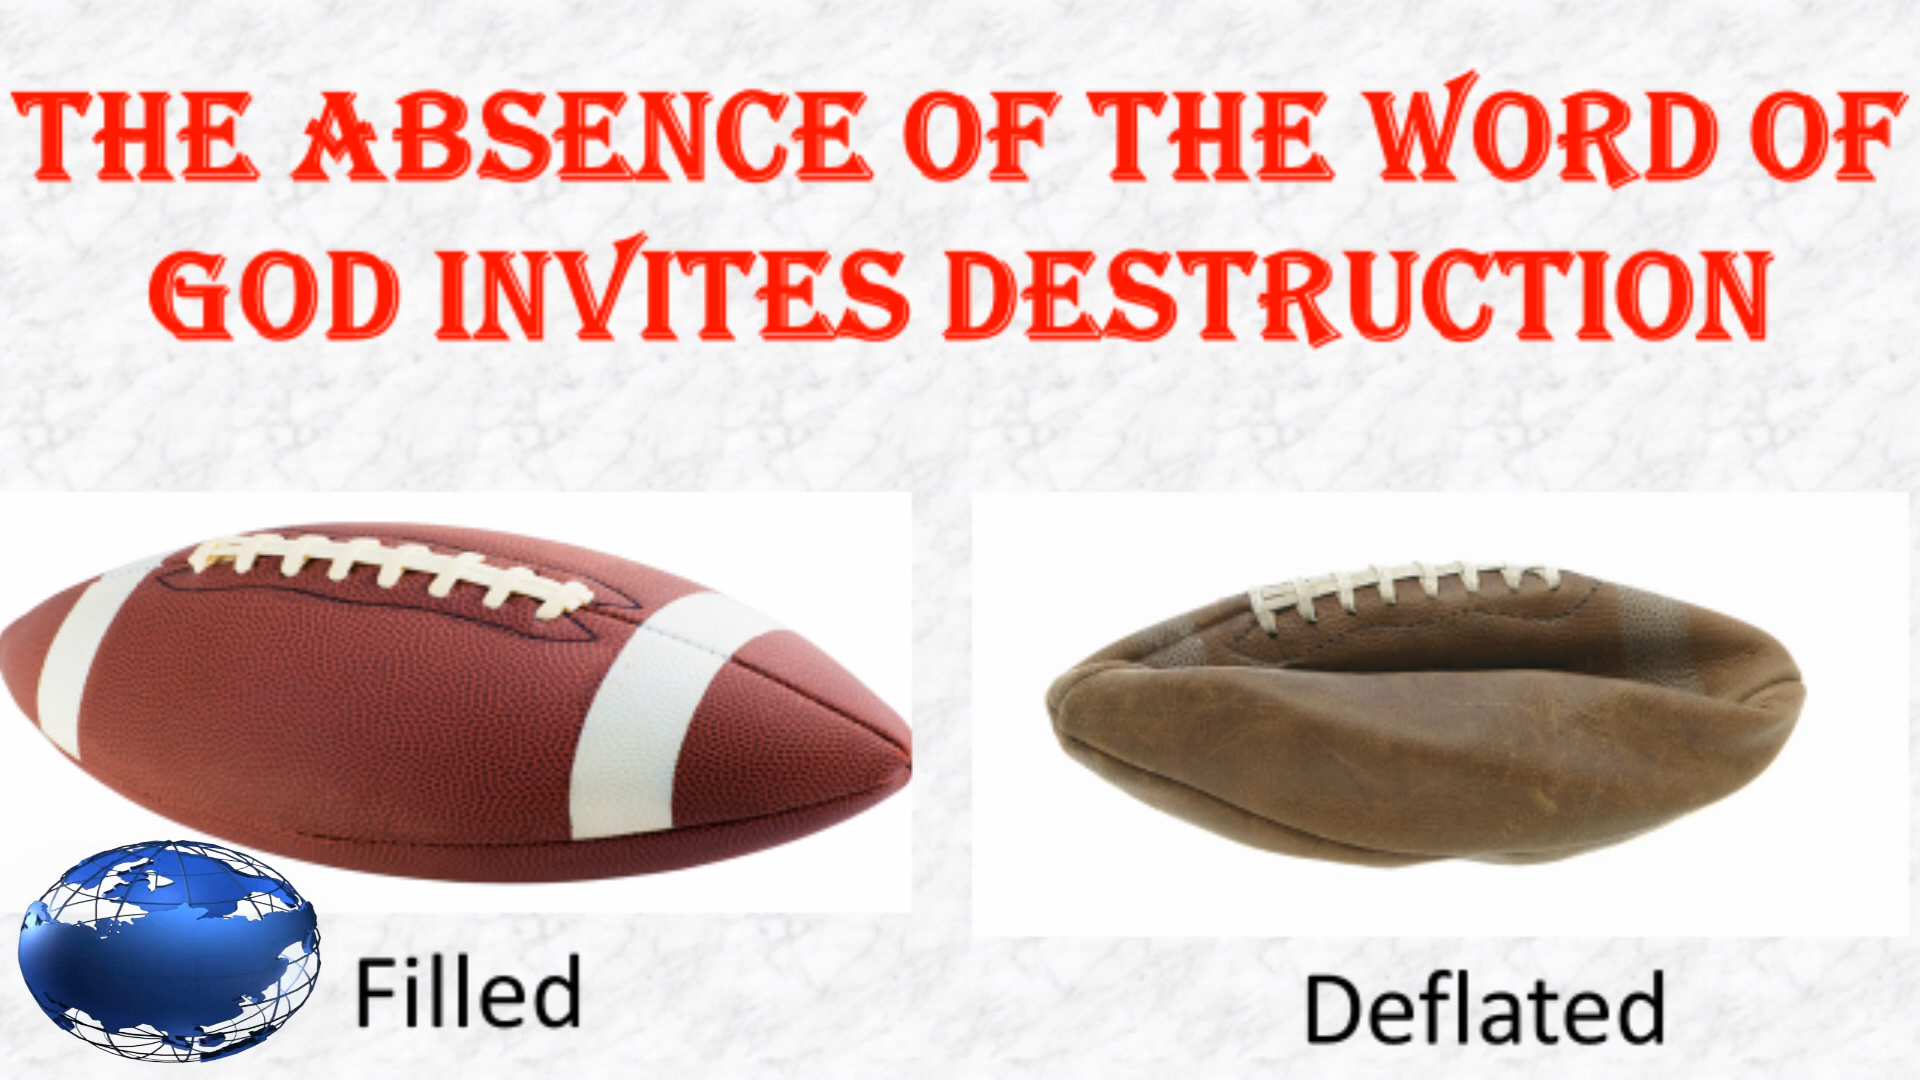 THE ABSENCE OF THE WORD OF
GOD INVITES DESTRUCTION
Filled
Deflated